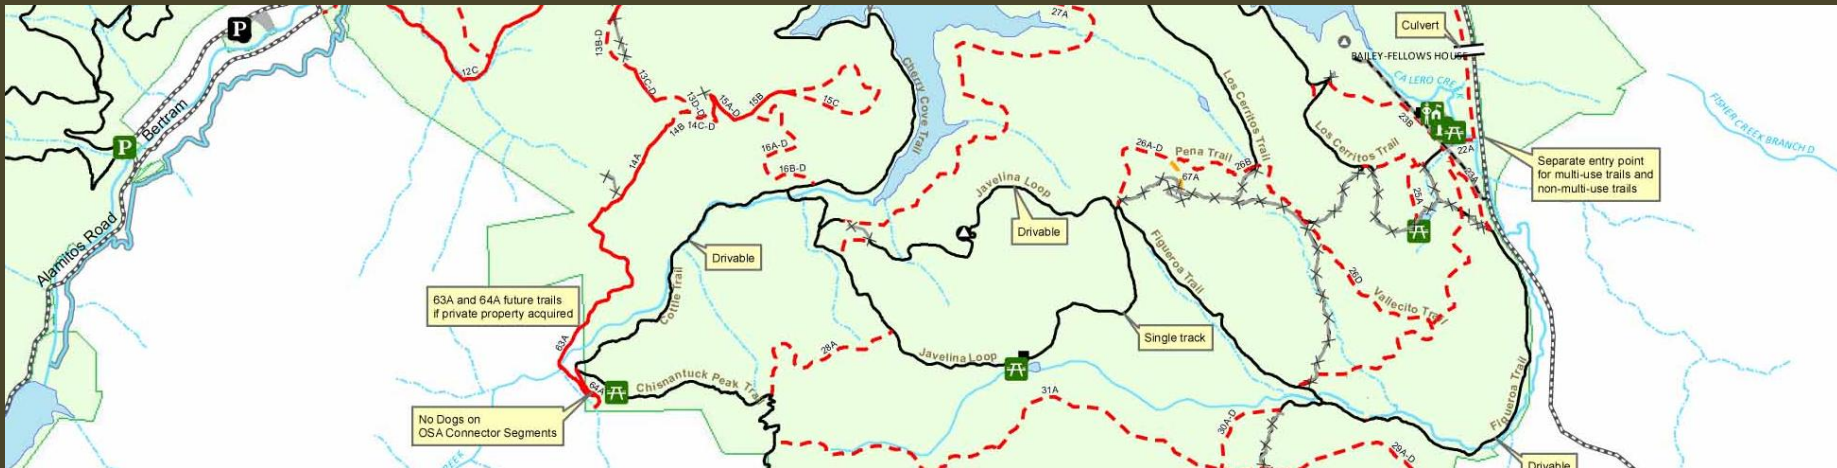 27A
Culvert
P
13B-D
12C
BAILEY-FELLOWS HOUSE
Cherry Cove Trail
Los Cerritos Trail
CALERO CREEK
13C-D
13D-D
15A-D
15B
15C
FISHER CREEK BRANCH D
Bertram
14B
14C-D
23B
Los Cerritos Trail
P
14A
16A-D
26A-D
Pena Trail
26B
22A
Separate entry point
for multi-use trails and
non-multi-use trails
16B-D
67A
23A
Javelina Loop
25A
Alamitos Road
Drivable
Drivable
Figueroa Trail
26D
Cottle Trail
63A and 64A future trails
if private property acquired
Vallecito Trail
63A
28A
Single track
Javelina Loop
64A
Chisnantuck Peak Trail
31A
Figueroa Trail
No Dogs on
OSA Connector Segments
30A-D
29A-D
CREEK
Drivable